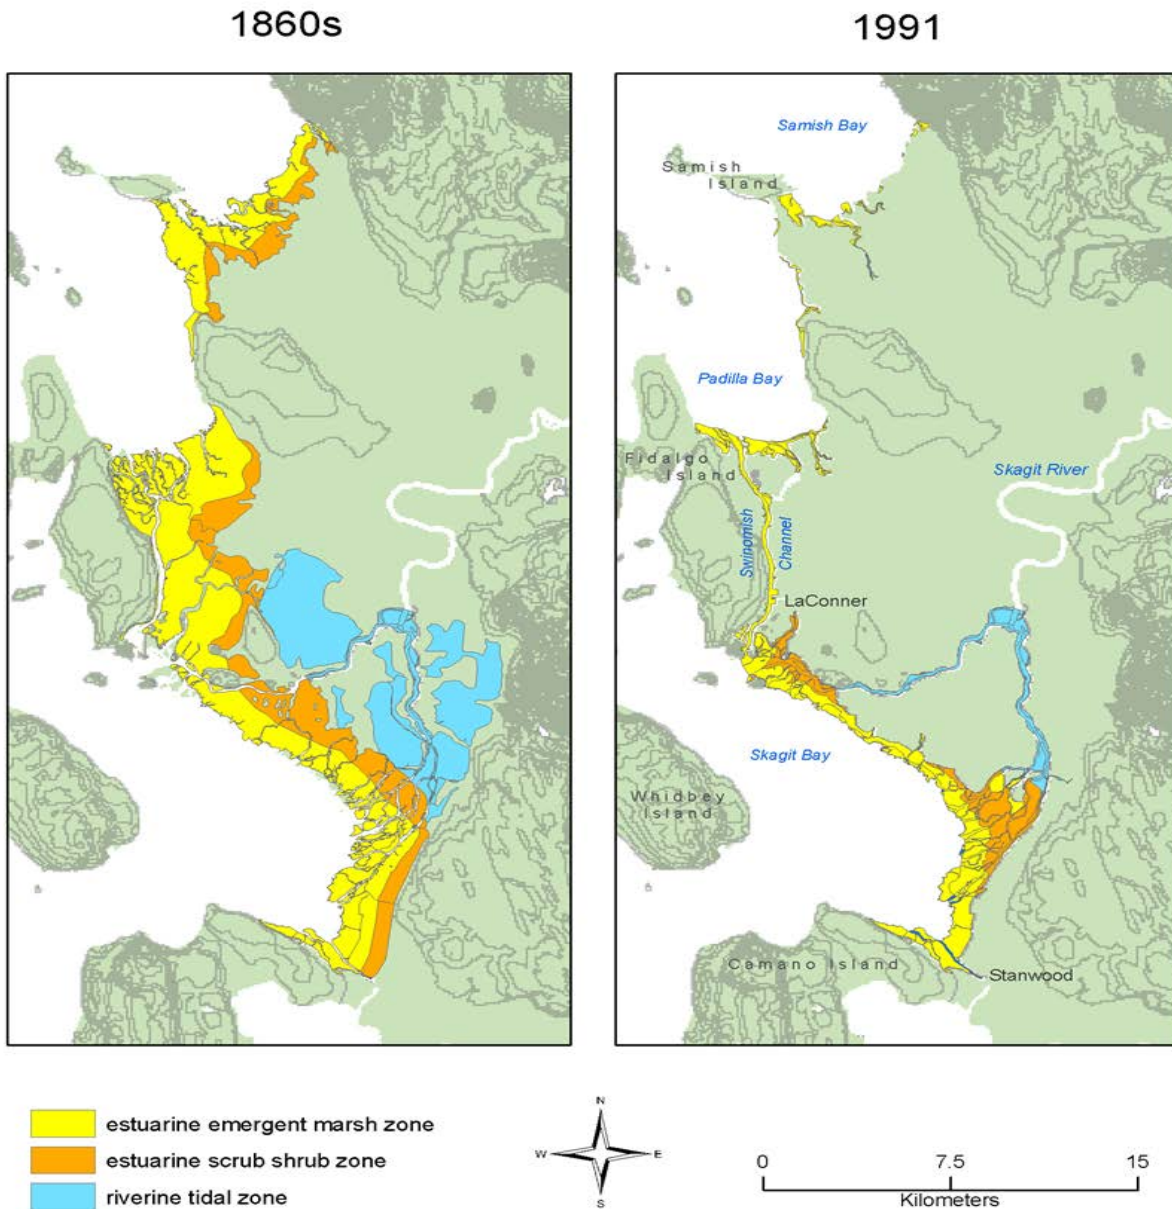 1860s
1991
Samish Bay
Samish
Island
Padilla Bay
Fidalgo
Island
Skagit River
Swinomish
Channel
LaConner
Skagit Bay
Whidbey
Island
Camano Island
Stanwood
estuarine emergent marsh zone
estuarine scrub shrub zone
riverine tidal zone
N
W
E
S
0
7.5
15
Kilometers